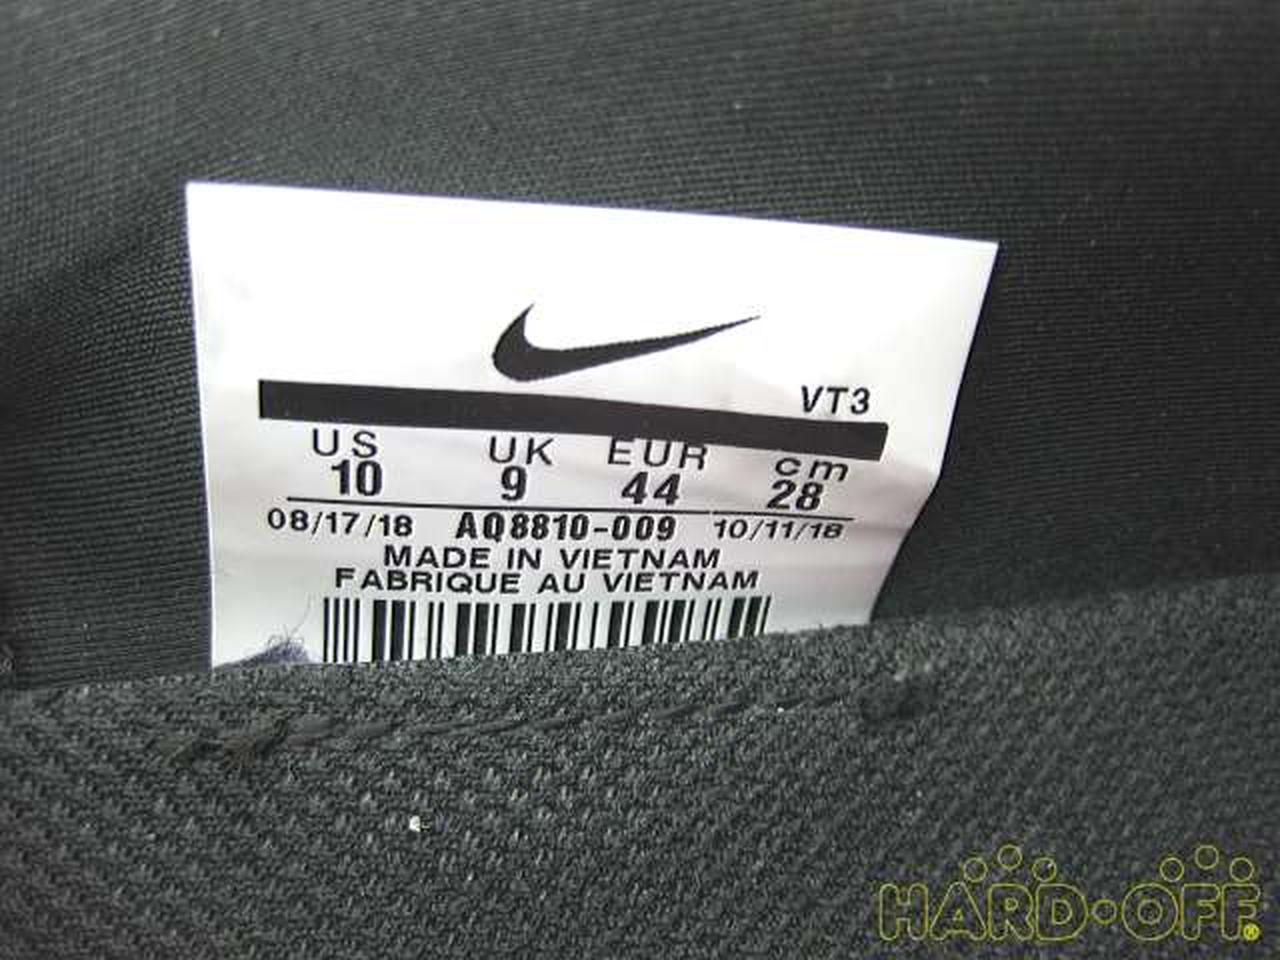 VT3
US UK EUR cm
10 9 44 28
08/17/18 AQ8810-009 10/11/18
MADE IN VIETNAM
FABRIQUE AU VIETNAM
HARD·OFF®